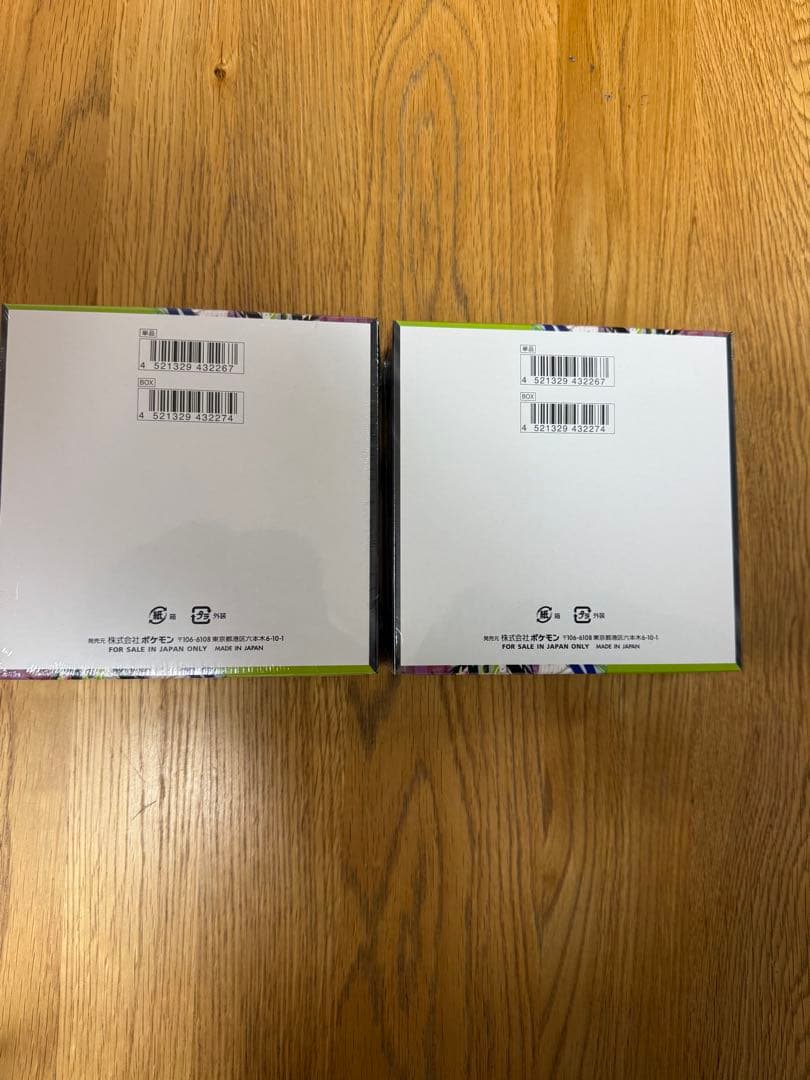 単品
4 521329 432267
BOX
4 521329 432274
紙 箱 プラ 外装
発売元 株式会社ポケモン 〒106-6108 東京都港区六本木6-10-1
FOR SALE IN JAPAN ONLY MADE IN JAPAN
単品
4 521329 432267
BOX
4 521329 432274
紙 箱 プラ 外装
発売元 株式会社ポケモン 〒106-6108 東京都港区六本木6-10-1
FOR SALE IN JAPAN ONLY MADE IN JAPAN